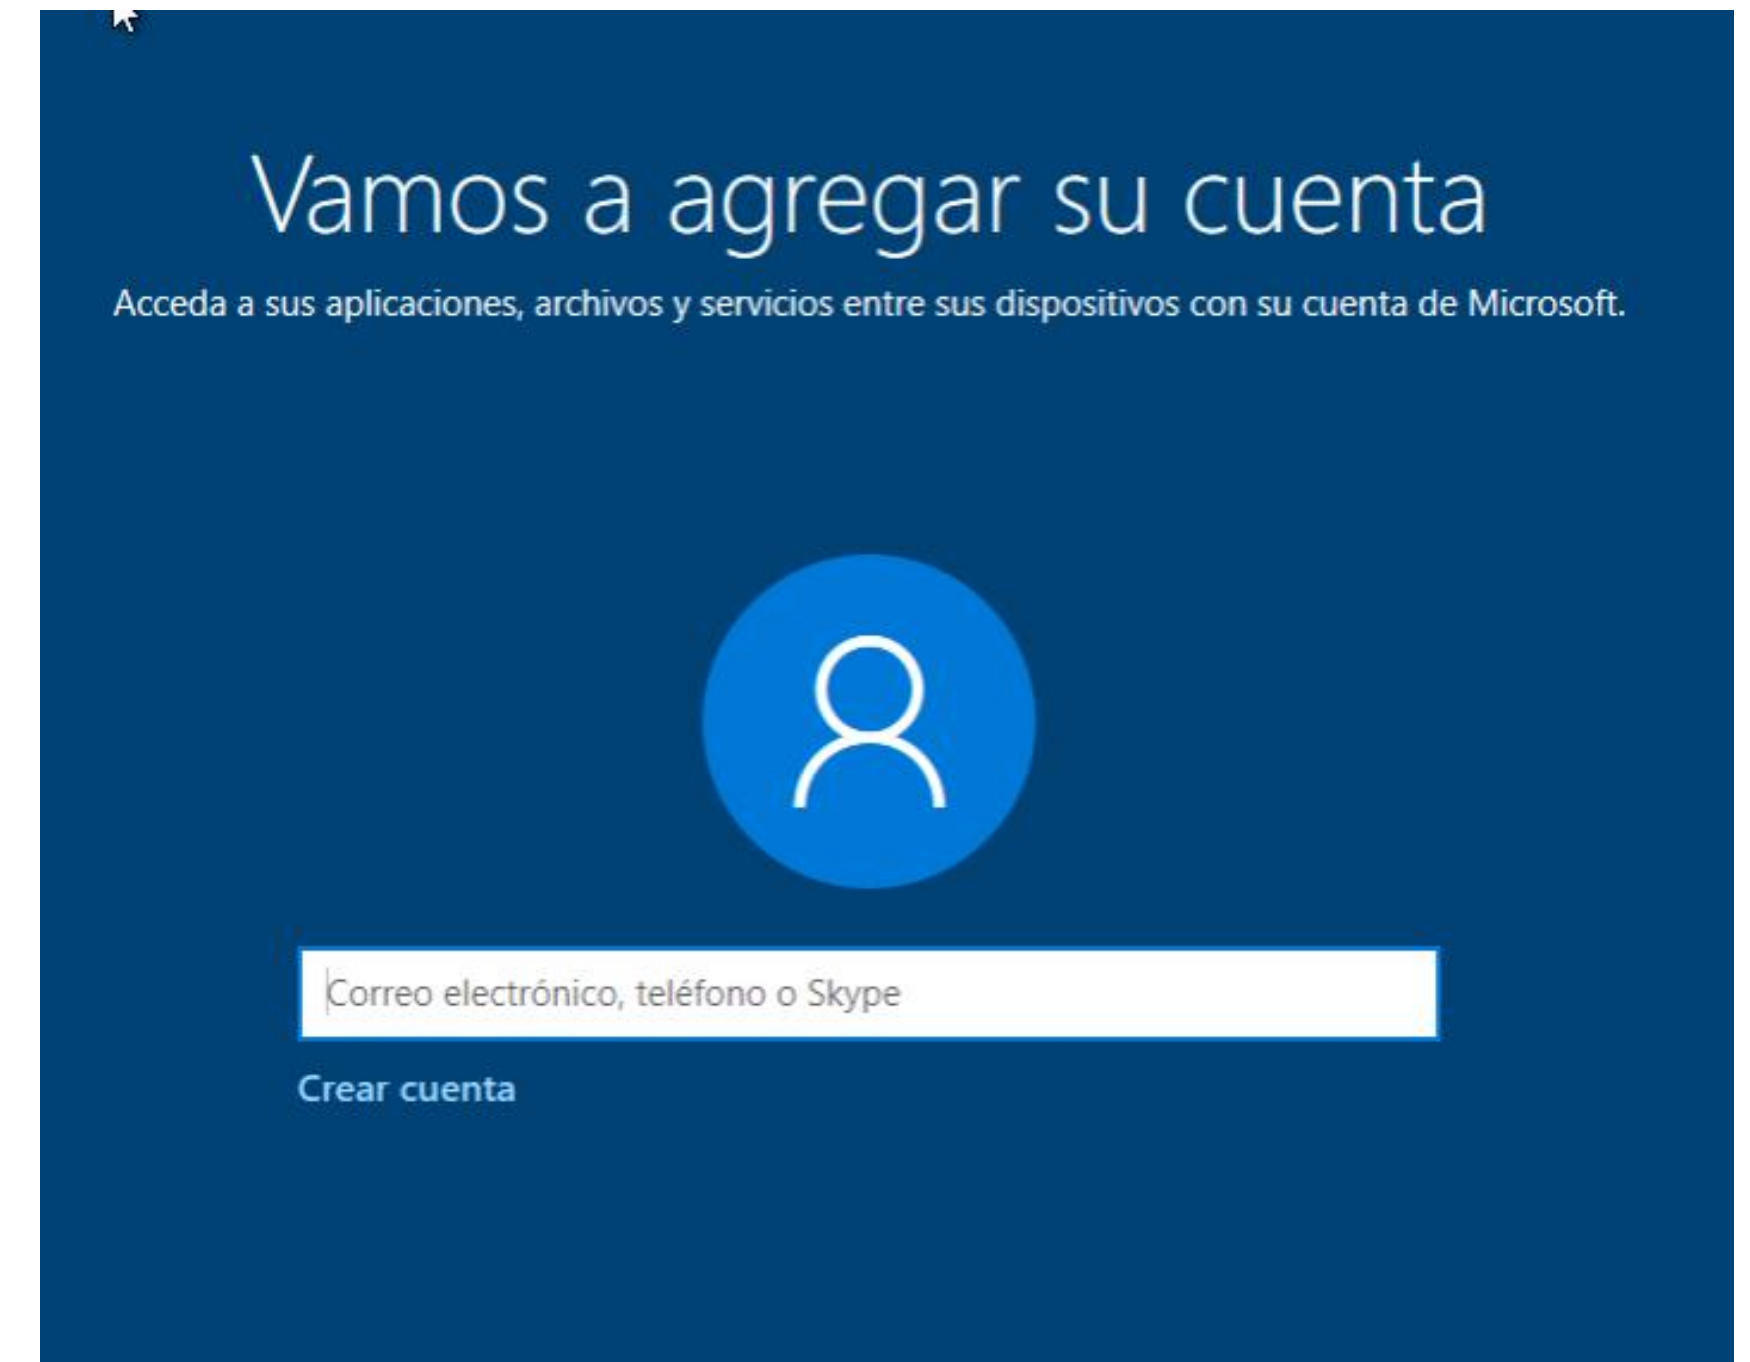 Vamos a agregar su cuenta
Acceda a sus aplicaciones, archivos y servicios entre sus dispositivos con su cuenta de Microsoft.
Correo electrónico, teléfono o Skype
Crear cuenta